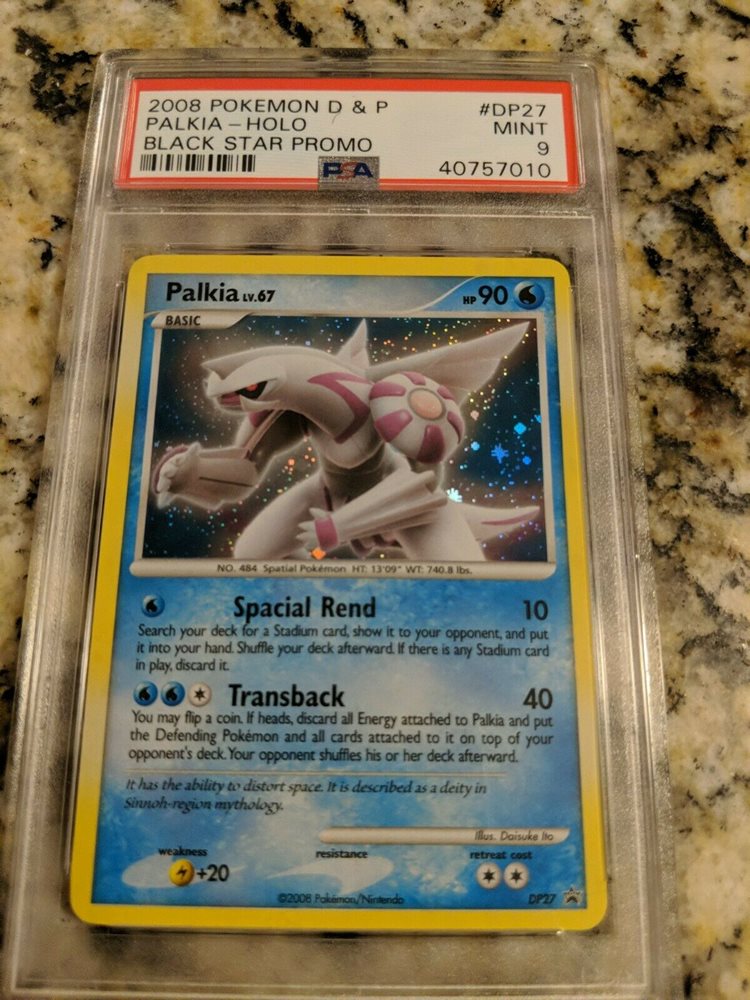 2008 POKEMON D & P #DP27
PALKIA - HOLO MINT
BLACK STAR PROMO 9
PSA 40757010
Palkia LV.67 HP 90
BASIC
NO. 484 Spatial Pokémon HT: 13'09" WT: 740.8 lbs.
Spacial Rend 10
Search your deck for a Stadium card, show it to your opponent, and put
it into your hand. Shuffle your deck afterward. If there is any Stadium card
in play, discard it.
Transback 40
You may flip a coin. If heads, discard all Energy attached to Palkia and put
the Defending Pokémon and all cards attached to it on top of your
opponent's deck. Your opponent shuffles his or her deck afterward.
It has the ability to distort space. It is described as a deity in
Sinnoh-region mythology.
Illus. Daisuke Ito
weakness resistance retreat cost
+20
©2008 Pokémon/Nintendo DP27